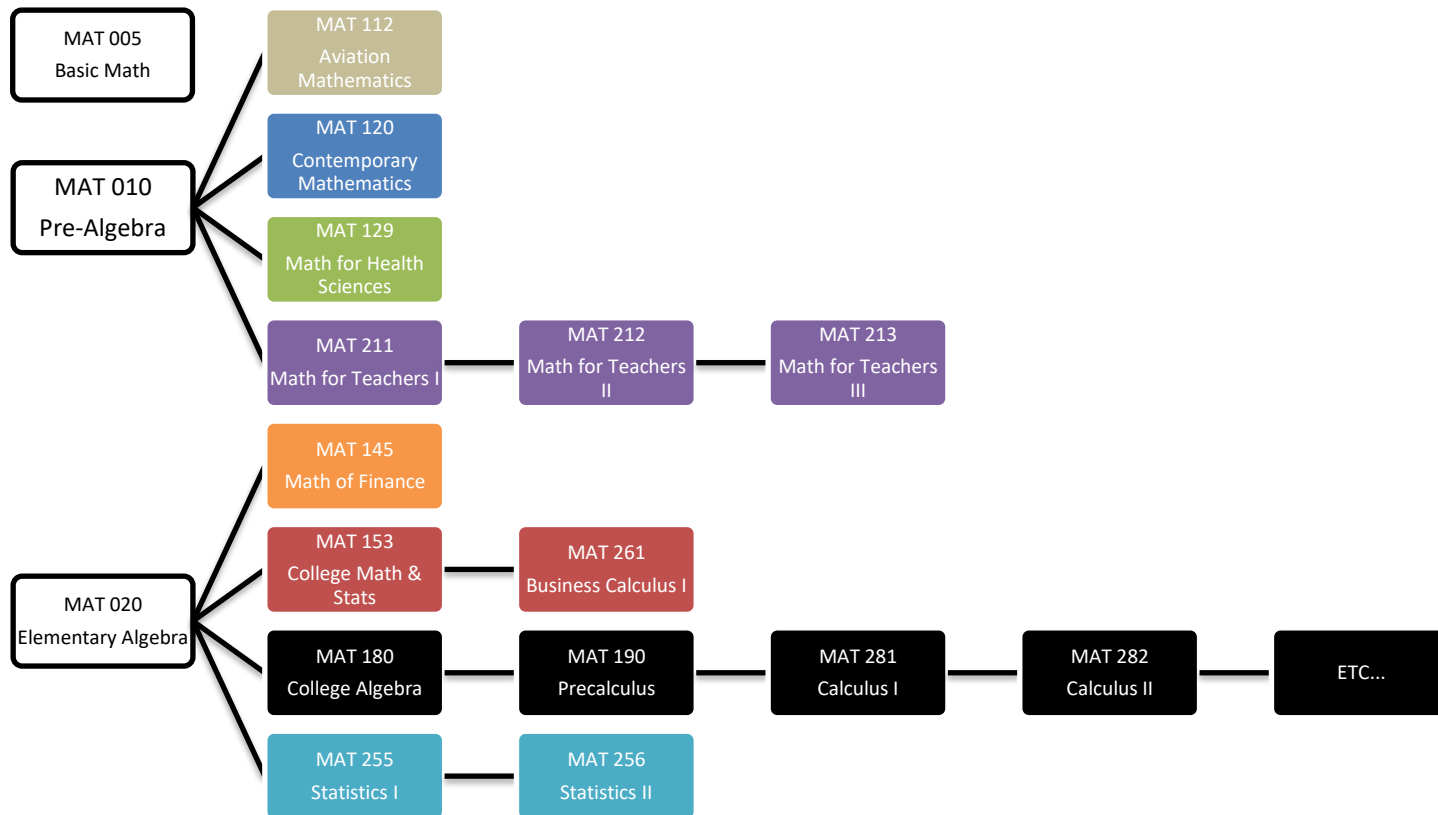 MAT 005
Basic Math
MAT 010
Pre-Algebra
MAT 112
Aviation
Mathematics
MAT 120
Contemporary
Mathematics
MAT 129
Math for Health
Sciences
MAT 211
Math for Teachers I
MAT 212
Math for Teachers
II
MAT 213
Math for Teachers
III
MAT 020
Elementary Algebra
MAT 145
Math of Finance
MAT 153
College Math &
Stats
MAT 261
Business Calculus I
MAT 180
College Algebra
MAT 190
Precalculus
MAT 281
Calculus I
MAT 282
Calculus II
ETC...
MAT 255
Statistics I
MAT 256
Statistics II